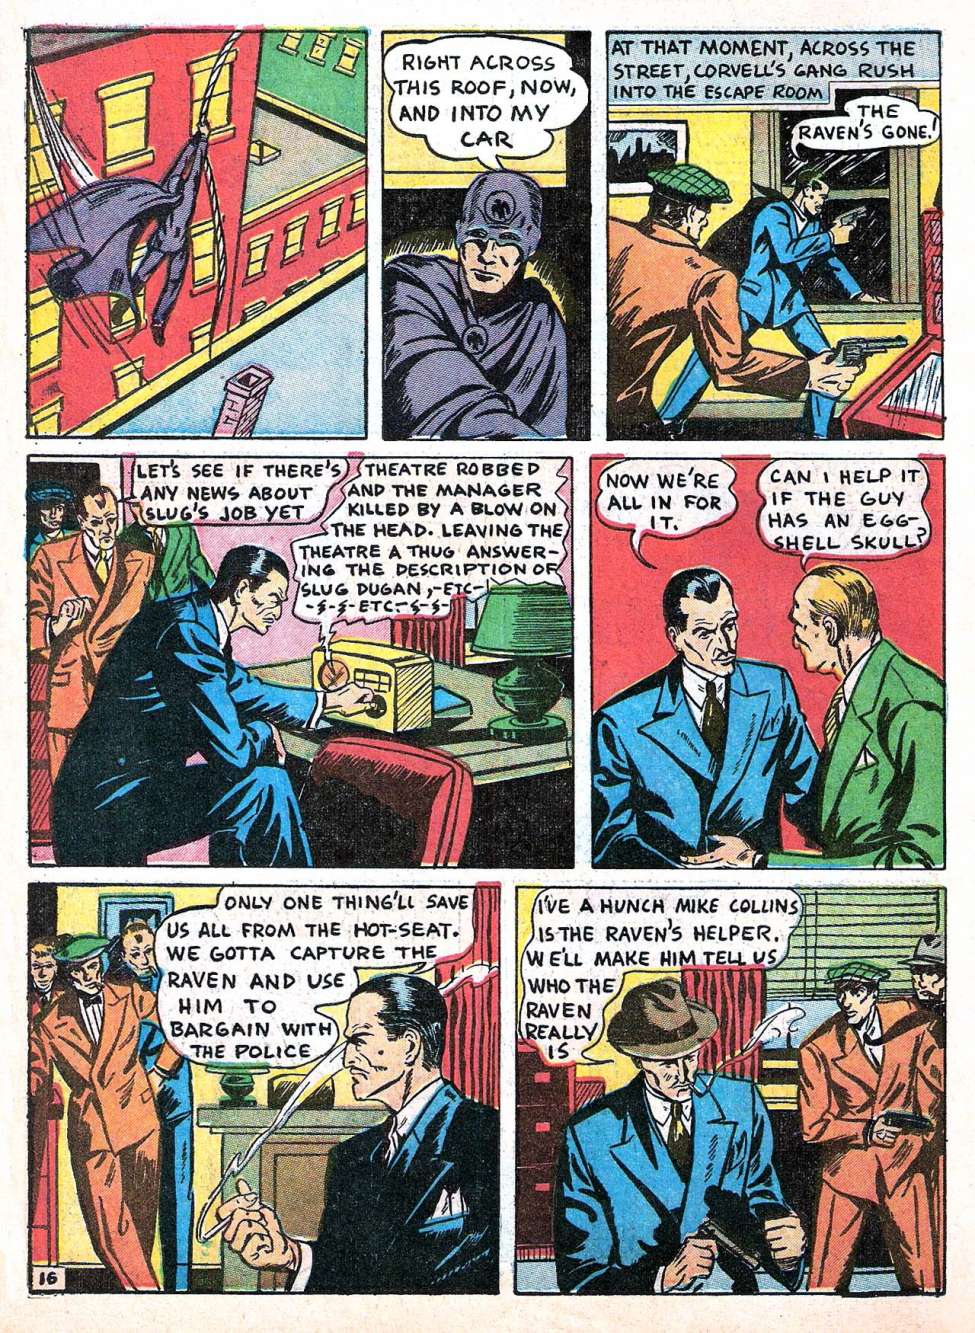 RIGHT ACROSS
THIS ROOF, NOW,
AND INTO MY
CAR
AT THAT MOMENT, ACROSS THE
STREET, CORVELL'S GANG RUSH
INTO THE ESCAPE ROOM
THE
RAVEN'S GONE!
LET'S SEE IF THERE'S
ANY NEWS ABOUT
SLUG'S JOB YET
THEATRE ROBBED
AND THE MANAGER
KILLED BY A BLOW ON
THE HEAD. LEAVING THE
THEATRE A THUG ANSWER-
ING THE DESCRIPTION OF
SLUG DUGAN,-ETC-
-$-$-ETC-$-$-
NOW WE'RE
ALL IN FOR
IT.
CAN I HELP IT
IF THE GUY
HAS AN EGG-
SHELL SKULL?
ONLY ONE THING'LL SAVE
US ALL FROM THE HOT-SEAT.
WE GOTTA CAPTURE THE
RAVEN AND USE
HIM TO
BARGAIN WITH
THE POLICE
I'VE A HUNCH MIKE COLLINS
IS THE RAVEN'S HELPER.
WE'LL MAKE HIM TELL US
WHO THE
RAVEN
REALLY
IS
16